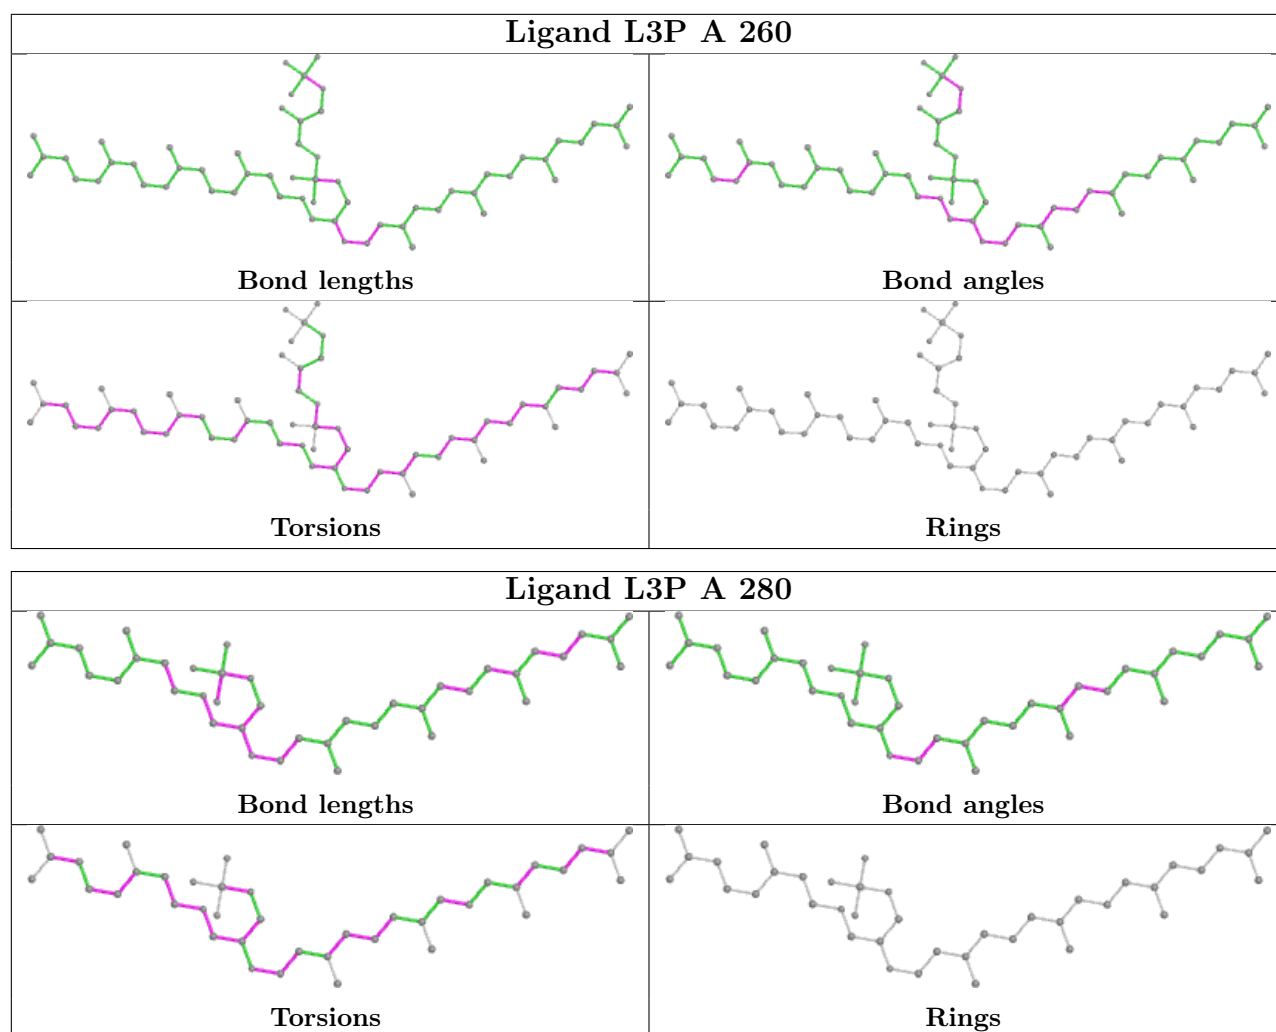 Ligand L3P A 260
Bond lengths
Bond angles
Torsions
Rings
Ligand L3P A 280
Bond lengths
Bond angles
Torsions
Rings